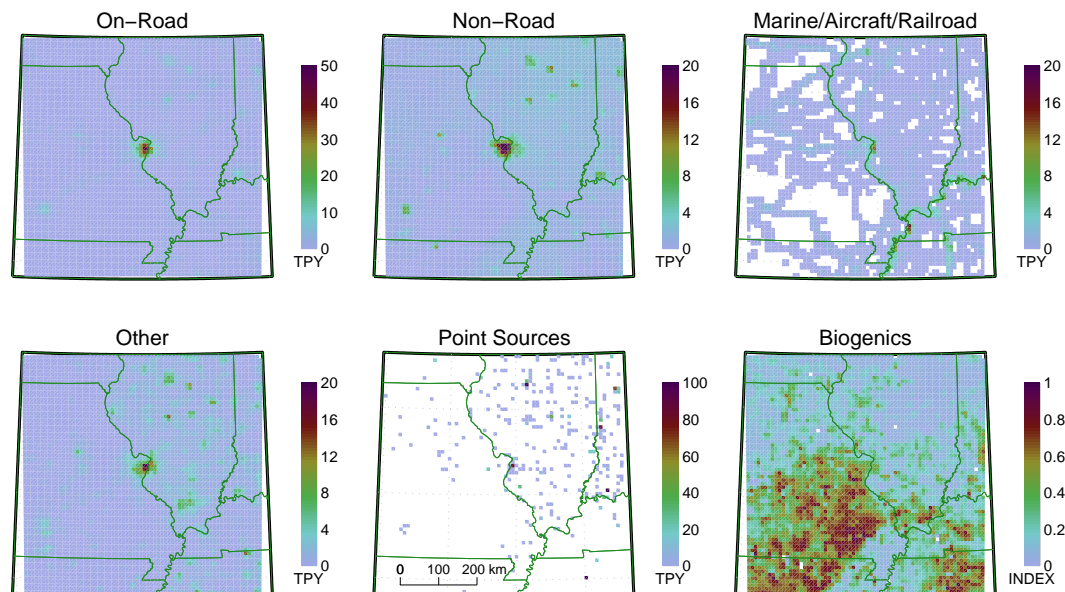 On−Road
50
40
30
20
10
0
TPY
Non−Road
20
16
12
8
4
0
TPY
Marine/Aircraft/Railroad
20
16
12
8
4
0
TPY
Other
20
16
12
8
4
0
TPY
Point Sources
100
80
60
40
20
0
TPY
0 100 200 km
Biogenics
1
0.8
0.6
0.4
0.2
0
INDEX